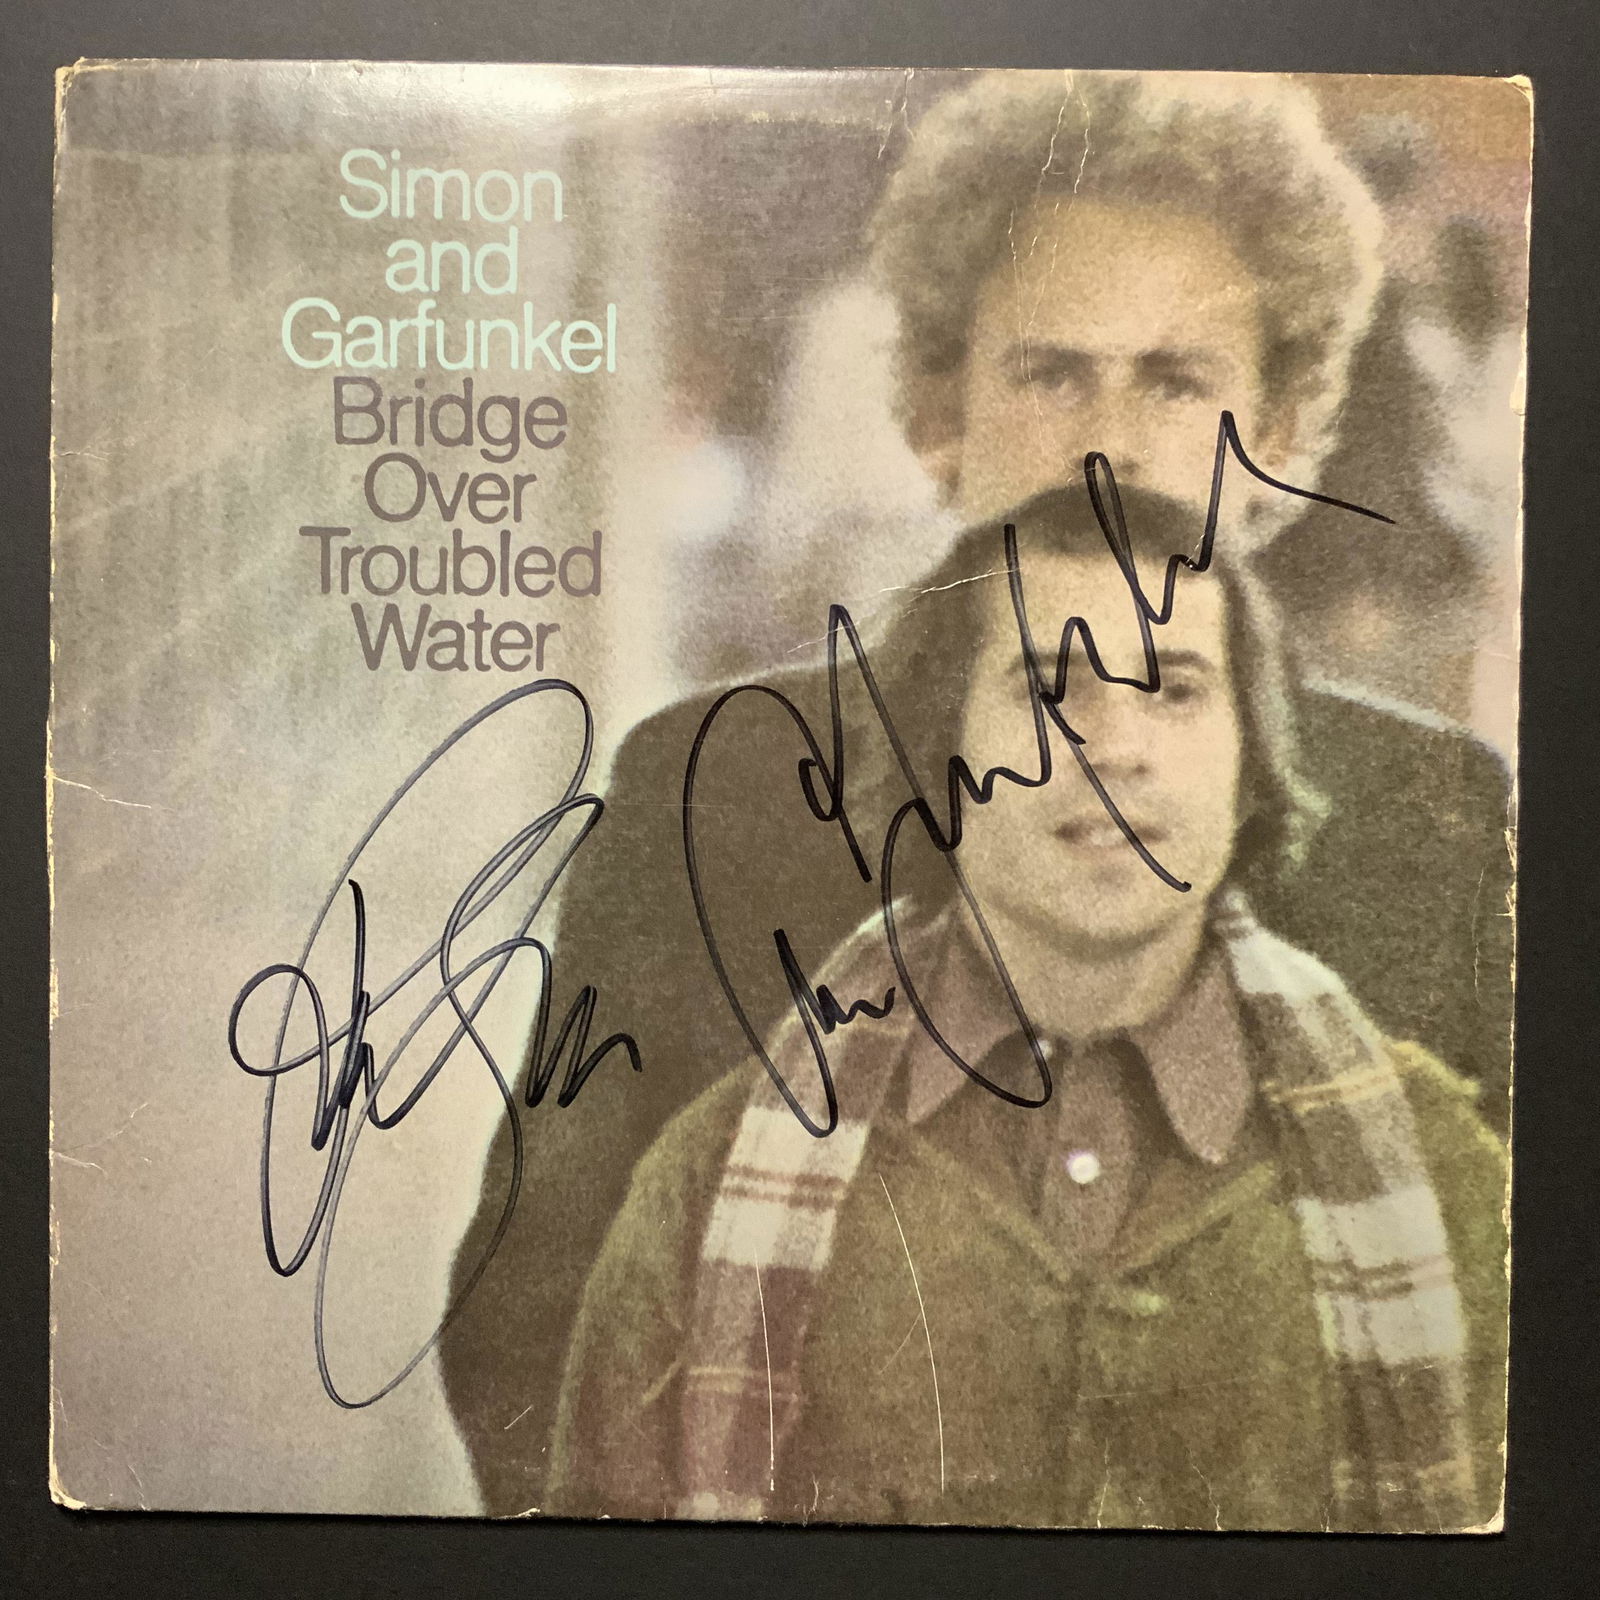 Simon
and
Garfunkel
Bridge
Over
Troubled
Water